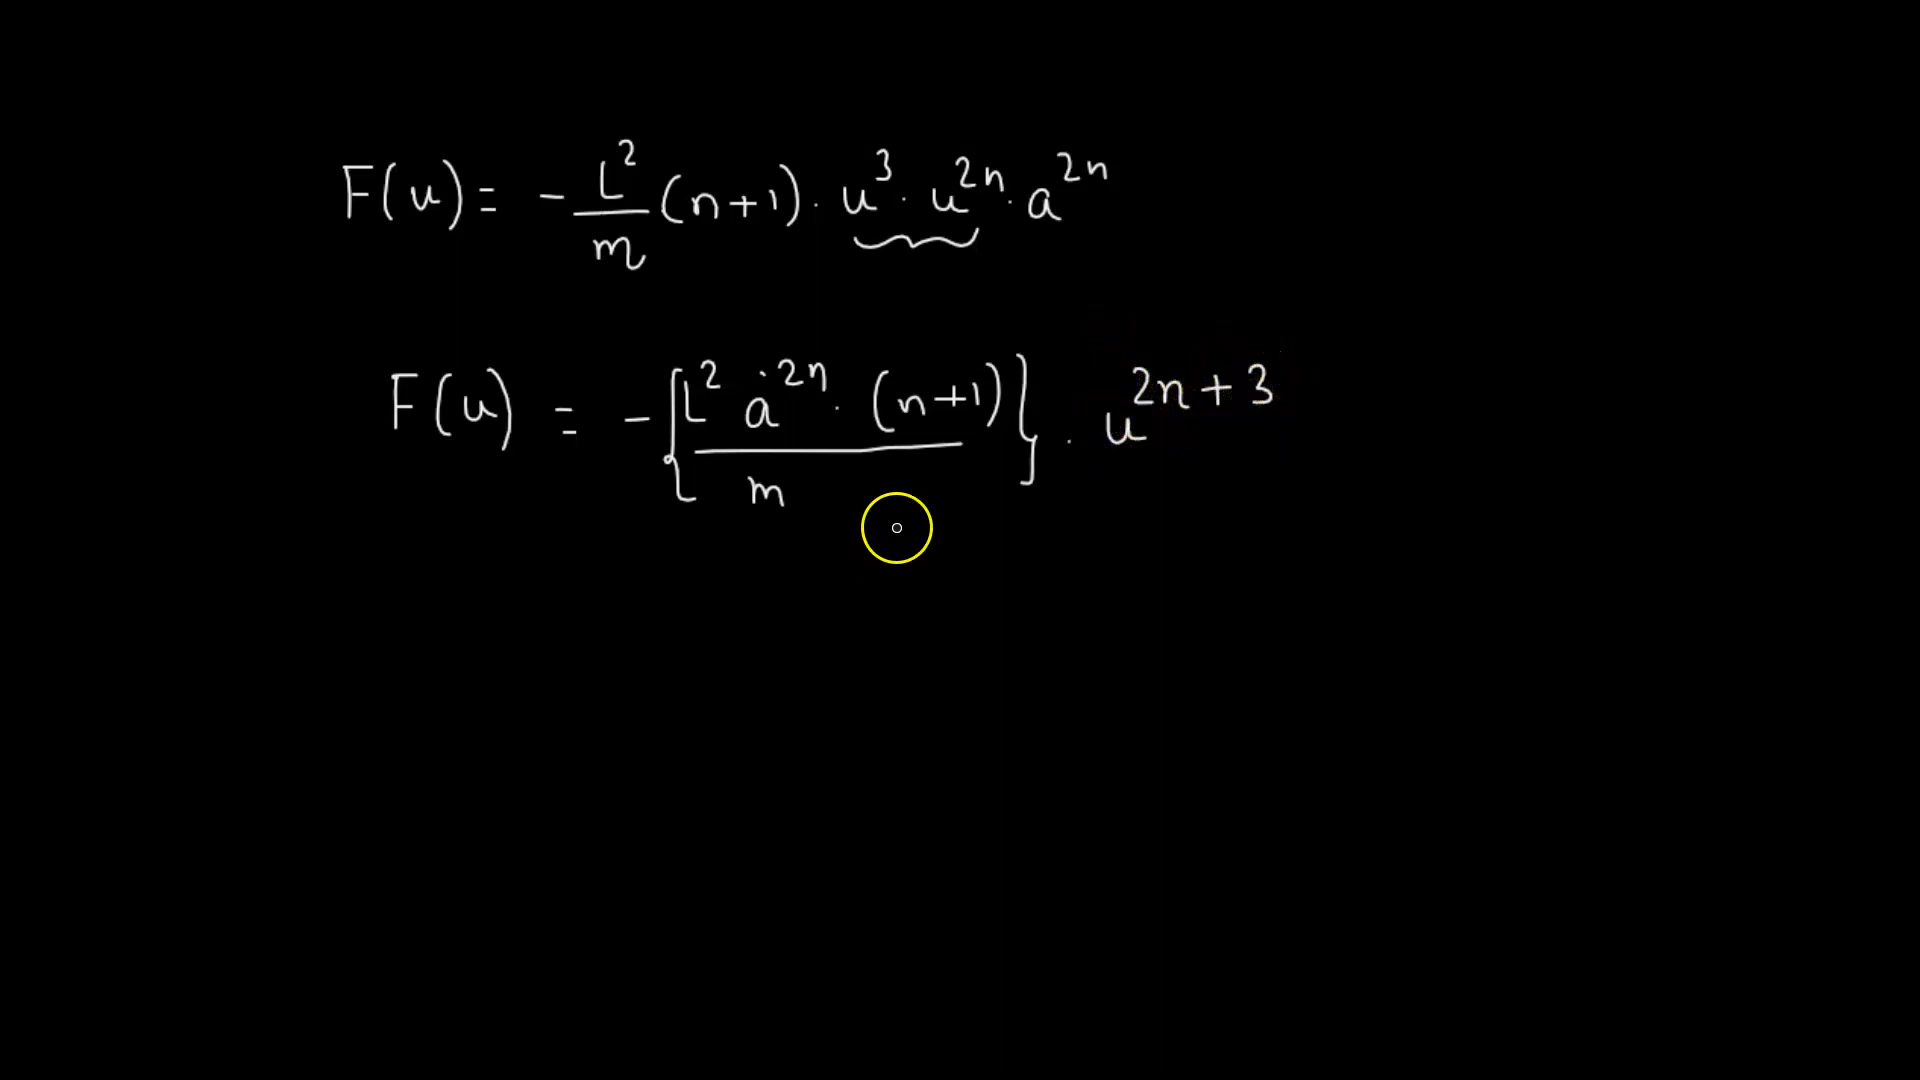 F(u) = - L²/m (n+1) . u³ . u²ⁿ . a²ⁿ
F(u) = - {L² a²ⁿ . (n+1) / m} . u²ⁿ⁺³